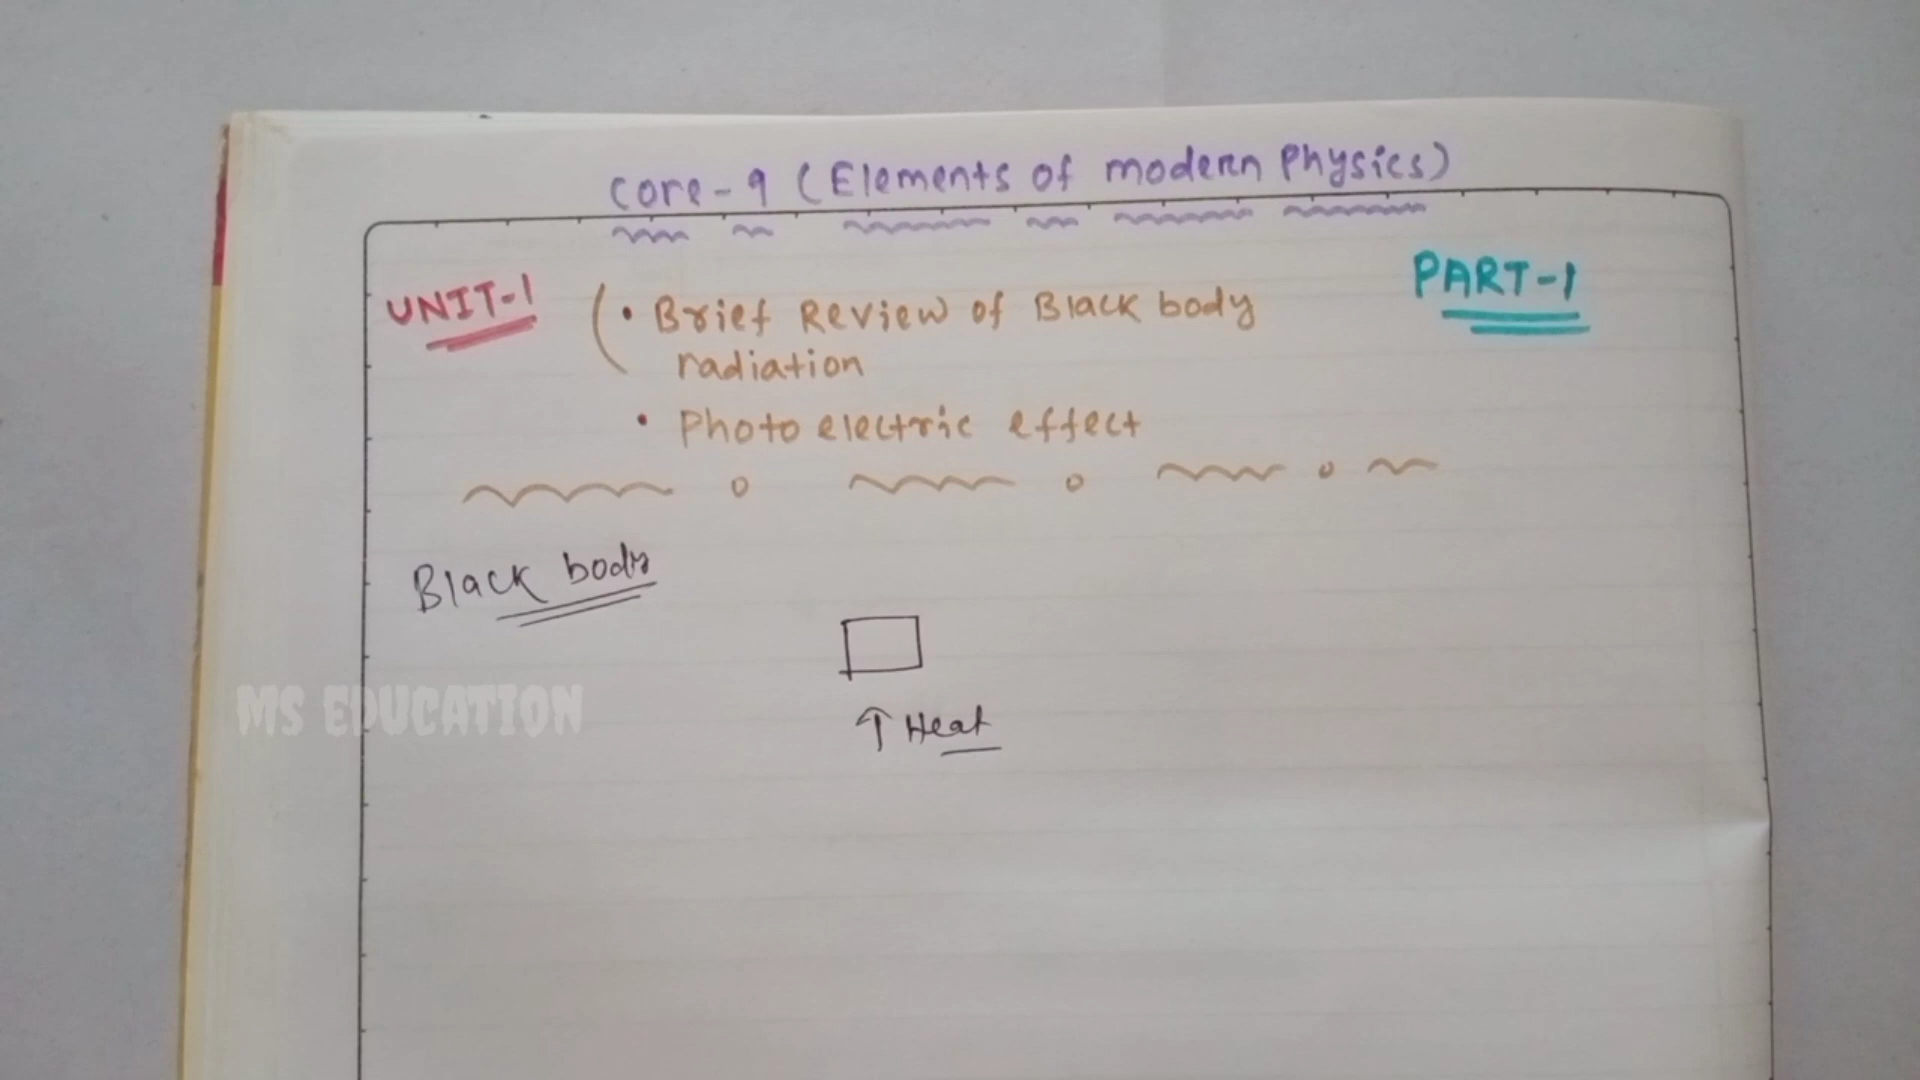 Core-9 (Elements of modern Physics)
UNIT-1
PART-1
(• Brief Review of Black body
radiation
• Photo electric effect
Black body
↑ Heat
MS EDUCATION